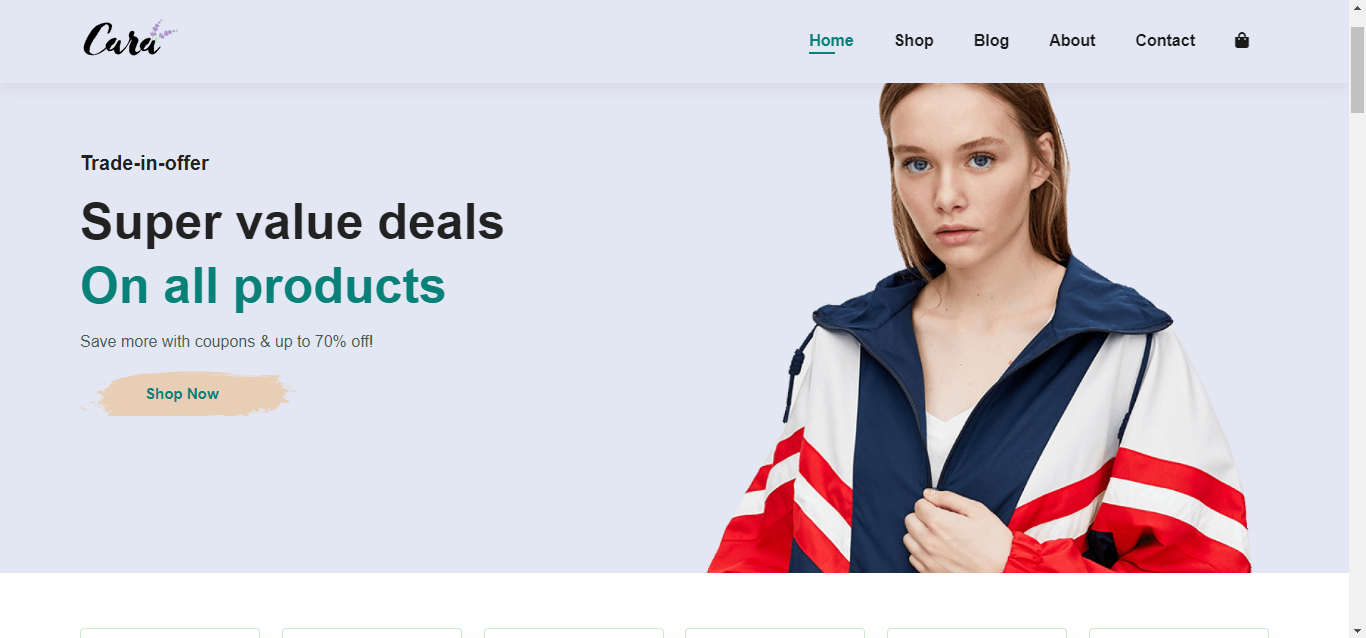 Cara
Home Shop Blog About Contact
Trade-in-offer
Super value deals
On all products
Save more with coupons & up to 70% off!
Shop Now